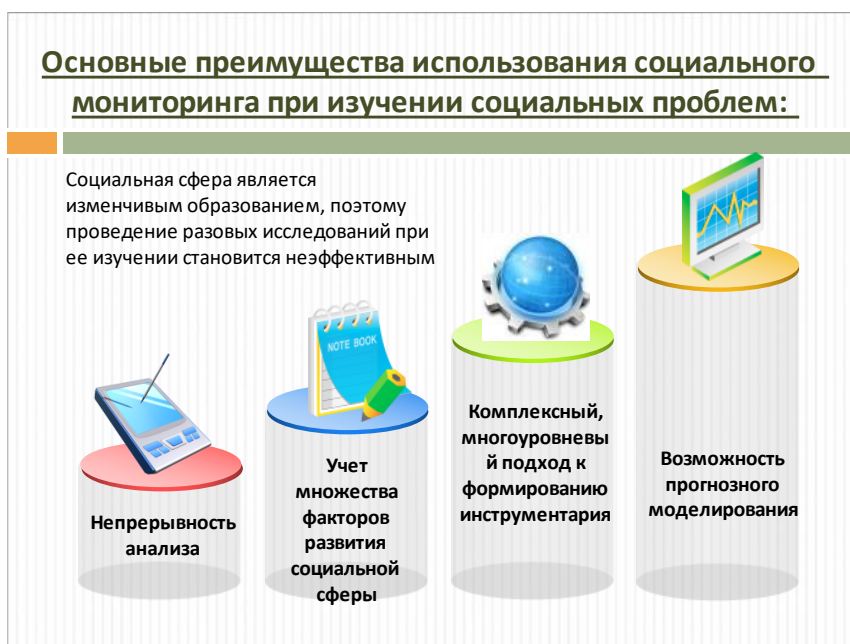 Основные преимущества использования социального
мониторинга при изучении социальных проблем:
Социальная сфера является
изменчивым образованием, поэтому
проведение разовых исследований при
ее изучении становится неэффективным
NOTE BOOK
Непрерывность
анализа
Учет
множества
факторов
развития
социальной
сферы
Комплексный,
многоуровневы
й подход к
формированию
инструментария
Возможность
прогнозного
моделирования